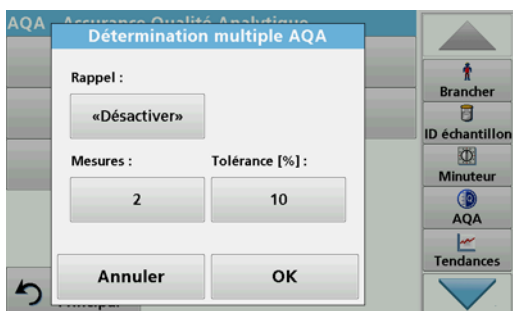 AQA - Assurance Qualité Analytique
Détermination multiple AQA
Rappel :
«Désactiver»
Mesures :
Tolérance [%] :
2
10
Annuler
OK
Brancher
ID échantillon
Minuteur
AQA
Tendances